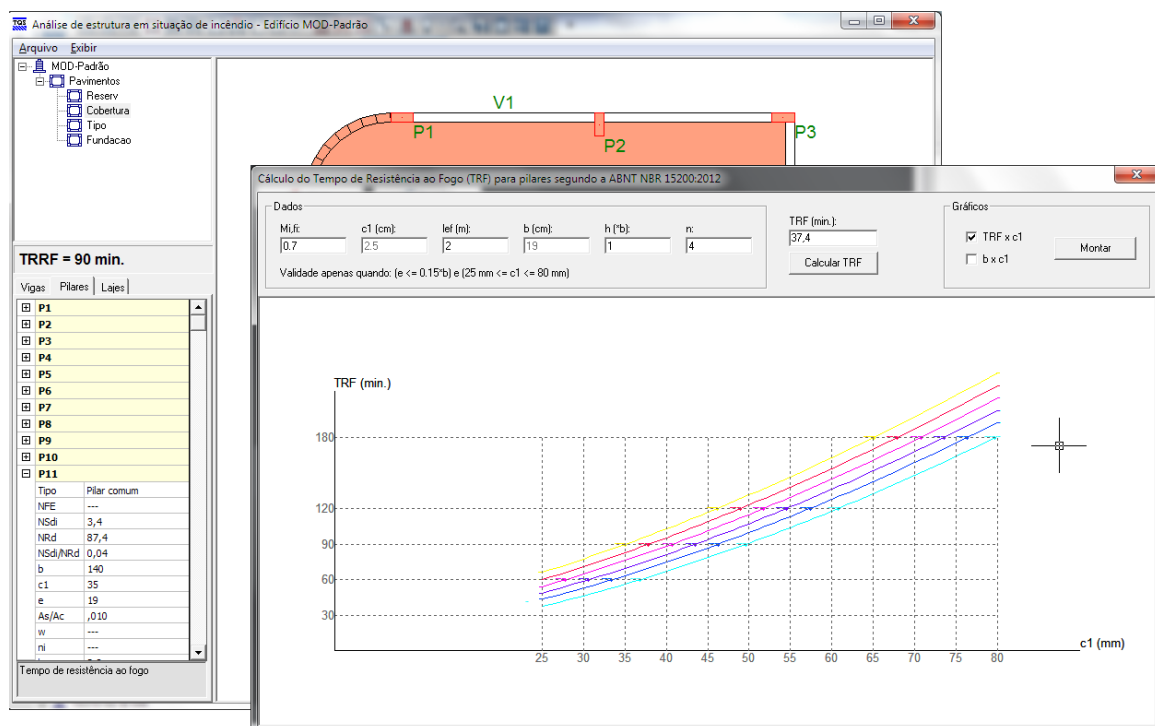 Análise de estrutura em situação de incêndio - Edifício MOD-Padrão
Arquivo Exibir
MOD-Padrão
Pavimentos
Reserv
Cobertura
Tipo
Fundacao
V1
P1
P2
P3
TRRF = 90 min.
Vigas Pilares Lajes
P1
P2
P3
P4
P5
P6
P7
P8
P9
P10
P11
Tipo Pilar comum
NFE ---
NSdi 3,4
NRd 87,4
NSdi/NRd 0,04
b 140
c1 35
e 19
As/Ac ,010
w ---
ni ---
Tempo de resistência ao fogo
Cálculo do Tempo de Resistência ao Fogo (TRF) para pilares segundo a ABNT NBR 15200:2012
Dados
Mi,fi: c1 (cm): lef (m): b (cm): h (*b): n:
0.7 2.5 2 19 1 4
Validade apenas quando: (e <= 0.15*b) e (25 mm <= c1 <= 80 mm)
TRF (min.):
37,4
Calcular TRF
Gráficos
TRF x c1
b x c1
Montar
TRF (min.)
180
120
90
60
30
25 30 35 40 45 50 55 60 65 70 75 80
c1 (mm)